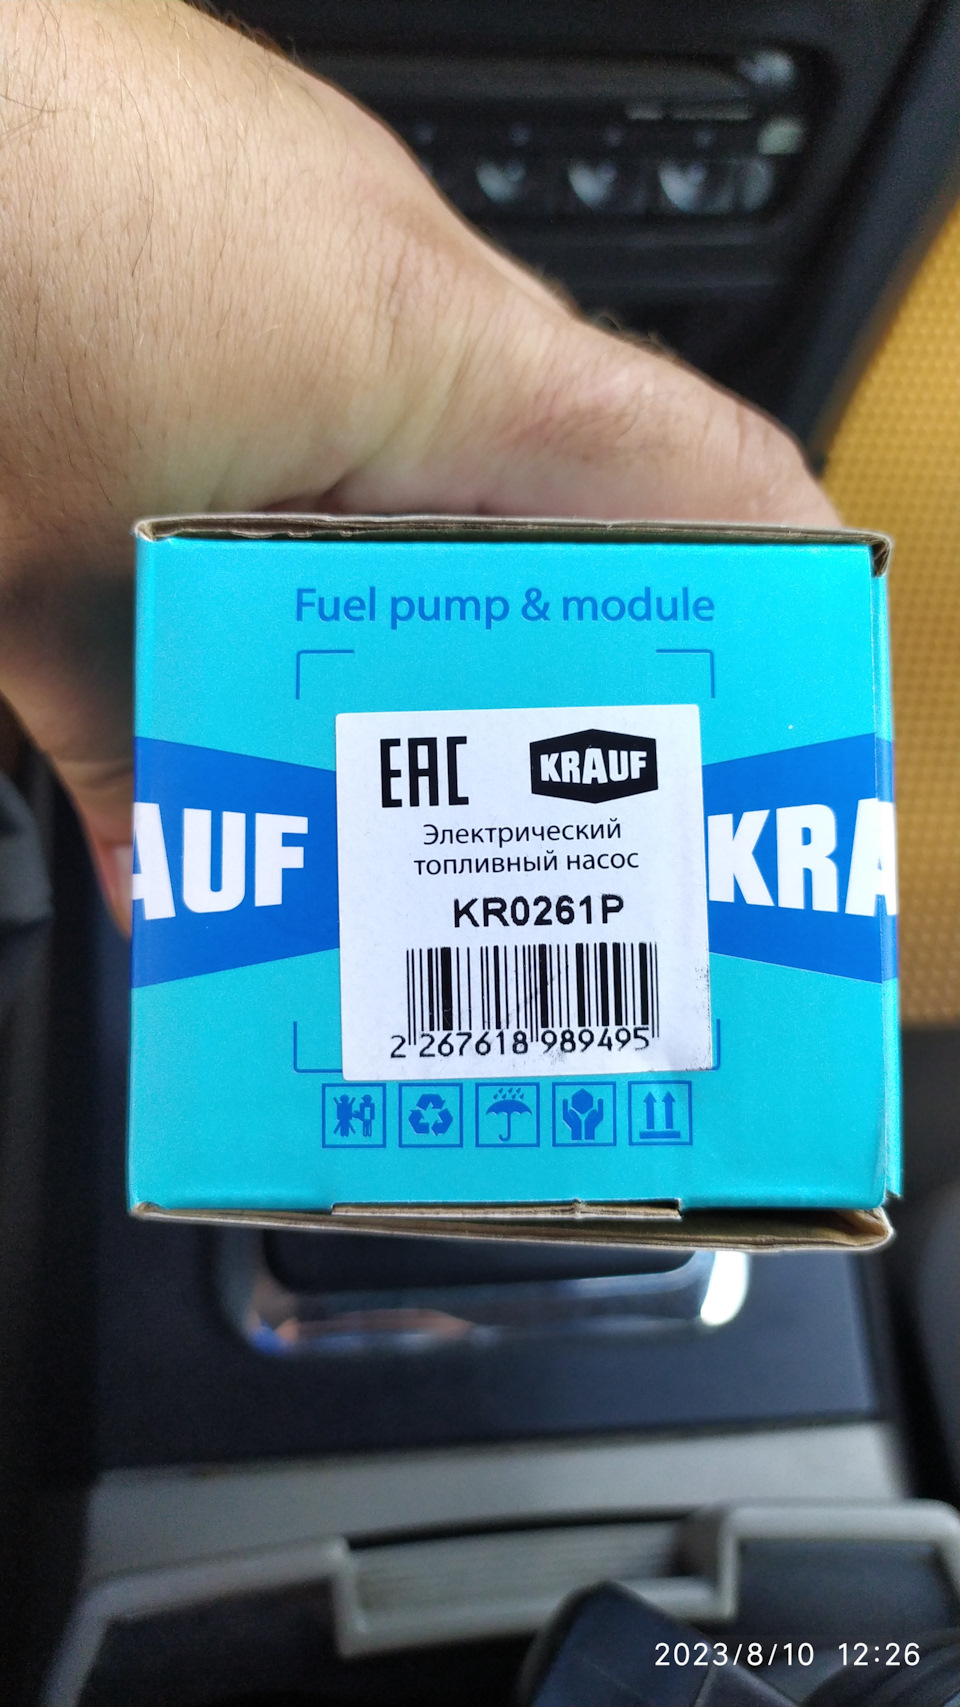 Fuel pump & module
EAC
KRAUF
AUF
KRA
Электрический
топливный насос
KR0261P
2 267618 989495
2023/8/10 12:26